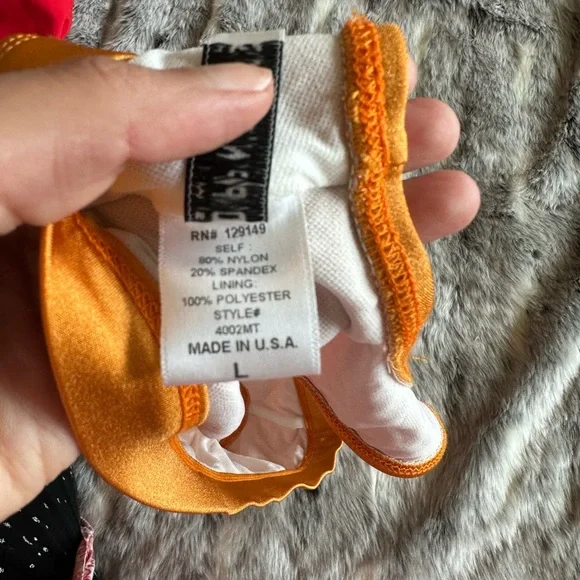 RN# 129149
SELF:
80% NYLON
20% SPANDEX
LINING:
100% POLYESTER
STYLE#
4002MT
MADE IN U.S.A.
L